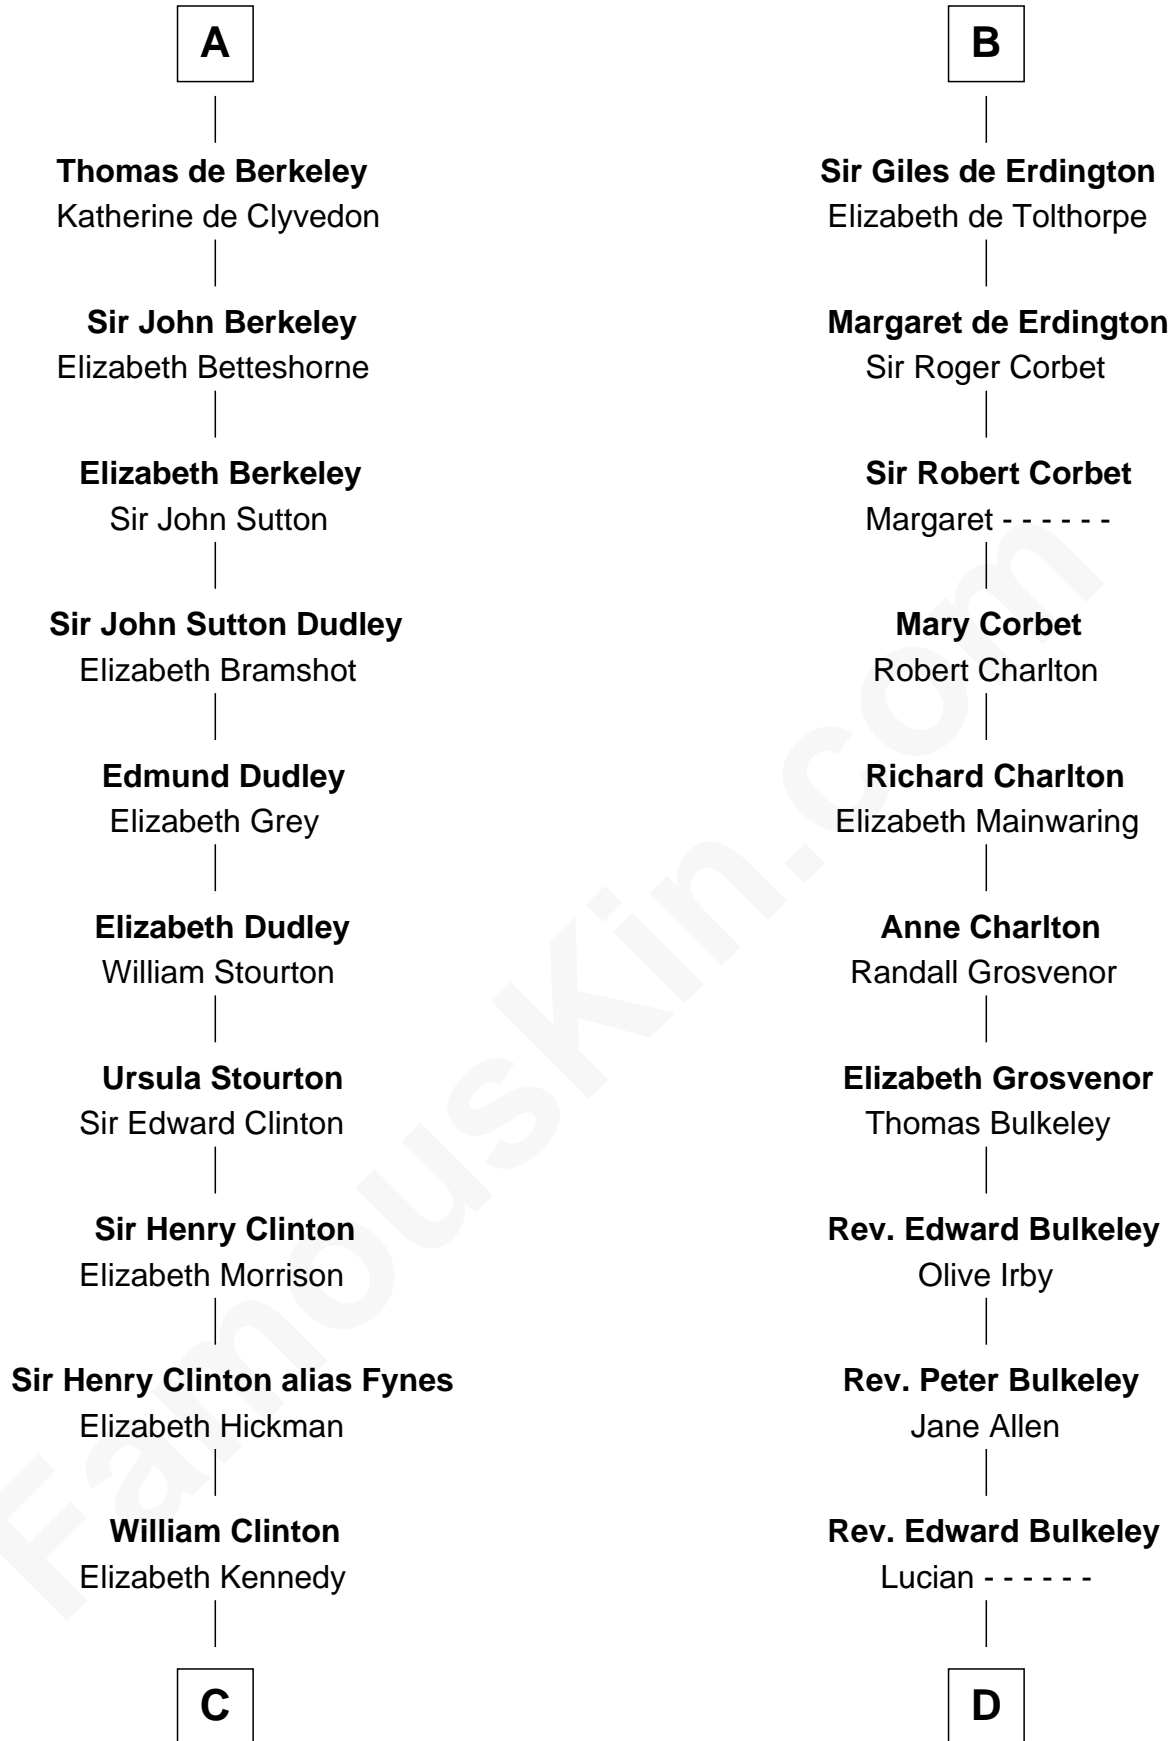 A
Thomas de Berkeley
Katherine de Clyvedon
Sir John Berkeley
Elizabeth Betteshorne
Elizabeth Berkeley
Sir John Sutton
Sir John Sutton Dudley
Elizabeth Bramshot
Edmund Dudley
Elizabeth Grey
Elizabeth Dudley
William Stourton
Ursula Stourton
Sir Edward Clinton
Sir Henry Clinton
Elizabeth Morrison
Sir Henry Clinton alias Fynes
Elizabeth Hickman
William Clinton
Elizabeth Kennedy
C
B
Sir Giles de Erdington
Elizabeth de Tolthorpe
Margaret de Erdington
Sir Roger Corbet
Sir Robert Corbet
Margaret - - - - - -
Mary Corbet
Robert Charlton
Richard Charlton
Elizabeth Mainwaring
Anne Charlton
Randall Grosvenor
Elizabeth Grosvenor
Thomas Bulkeley
Rev. Edward Bulkeley
Olive Irby
Rev. Peter Bulkeley
Jane Allen
Rev. Edward Bulkeley
Lucian - - - - - -
D
FamousKin.com